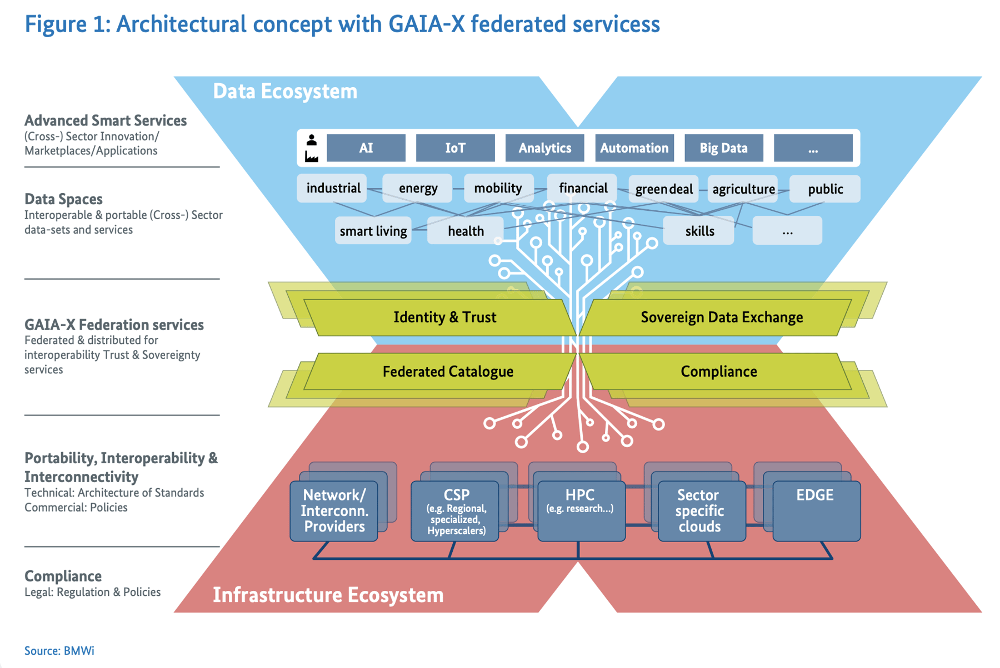 Figure 1: Architectural concept with GAIA-X federated servicess
Data Ecosystem
Advanced Smart Services
(Cross-) Sector Innovation/
Marketplaces/Applications
AI
IoT
Analytics
Automation
Big Data
...
Data Spaces
Interoperable & portable (Cross-) Sector
data-sets and services
industrial
energy
mobility
financial
green deal
agriculture
public
smart living
health
skills
...
GAIA-X Federation services
Federated & distributed for
interoperability Trust & Sovereignty
services
Identity & Trust
Sovereign Data Exchange
Federated Catalogue
Compliance
Portability, Interoperability &
Interconnectivity
Technical: Architecture of Standards
Commercial: Policies
Network/
Interconn.
Providers
CSP
(e.g. Regional,
specialized,
Hyperscalers)
HPC
(e.g. research...)
Sector
specific
clouds
EDGE
Compliance
Legal: Regulation & Policies
Infrastructure Ecosystem
Source: BMWi